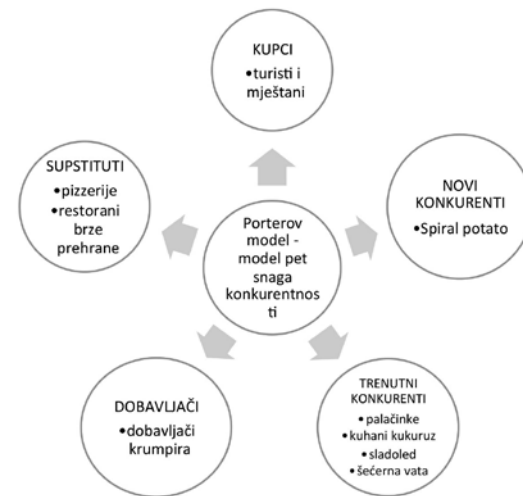 KUPCI
•turisti i
mještani
SUPSTITUTI
•pizzerije
•restorani
brze
prehrane
NOVI
KONKURENTI
•Spiral potato
Porterov
model -
model pet
snaga
konkurentnos
ti
DOBAVLJAČI
•dobavljači
krumpira
TRENUTNI
KONKURENTI
•palačinke
•kuhani kukuruz
•sladoled
•šećerna vata